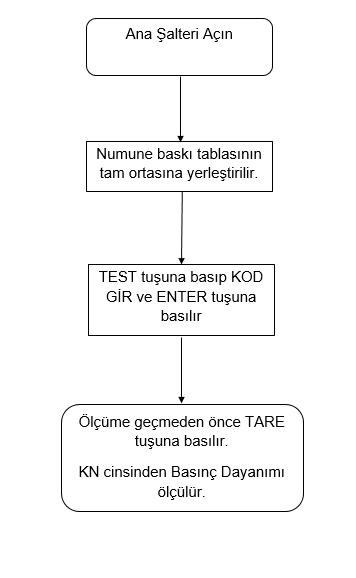 Ana Şalteri Açın
Numune baskı tablasının
tam ortasına yerleştirilir.
TEST tuşuna basıp KOD
GİR ve ENTER tuşuna
basılır
Ölçüme geçmeden önce TARE
tuşuna basılır.
KN cinsinden Basınç Dayanımı
ölçülür.